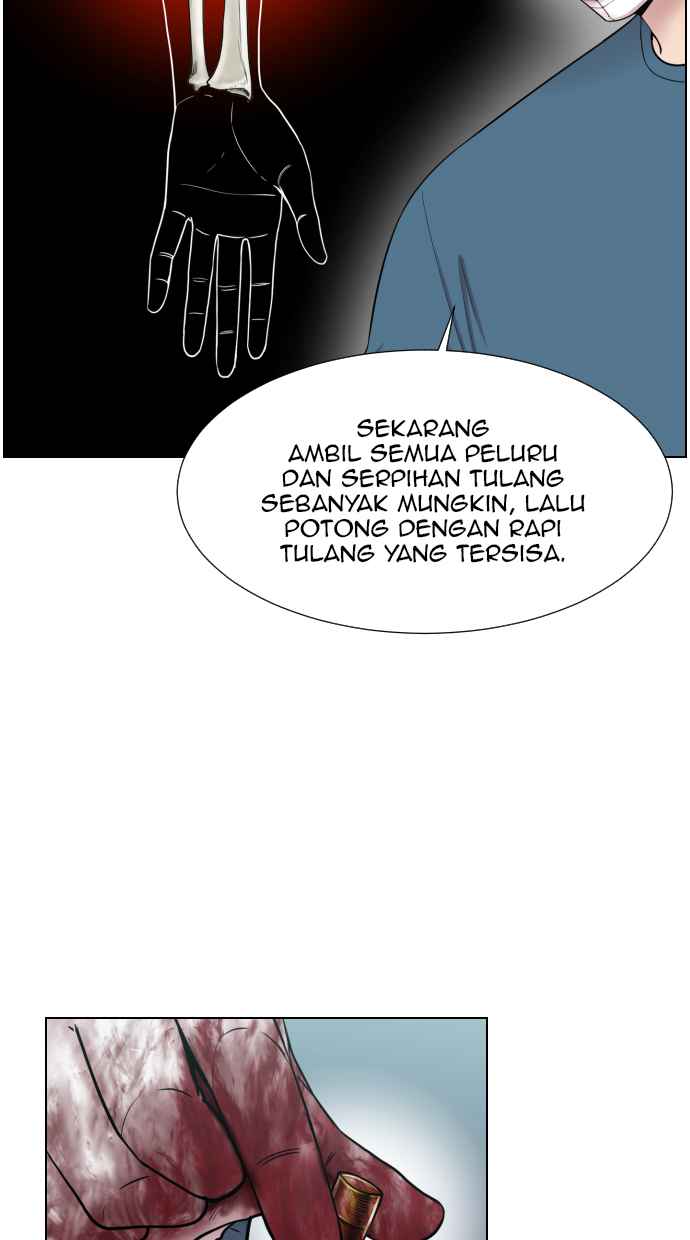 SEKARANG
AMBIL SEMUA PELURU
DAN SERPIHAN TULANG
SEBANYAK MUNGKIN, LALU
POTONG DENGAN RAPI
TULANG YANG TERSISA.